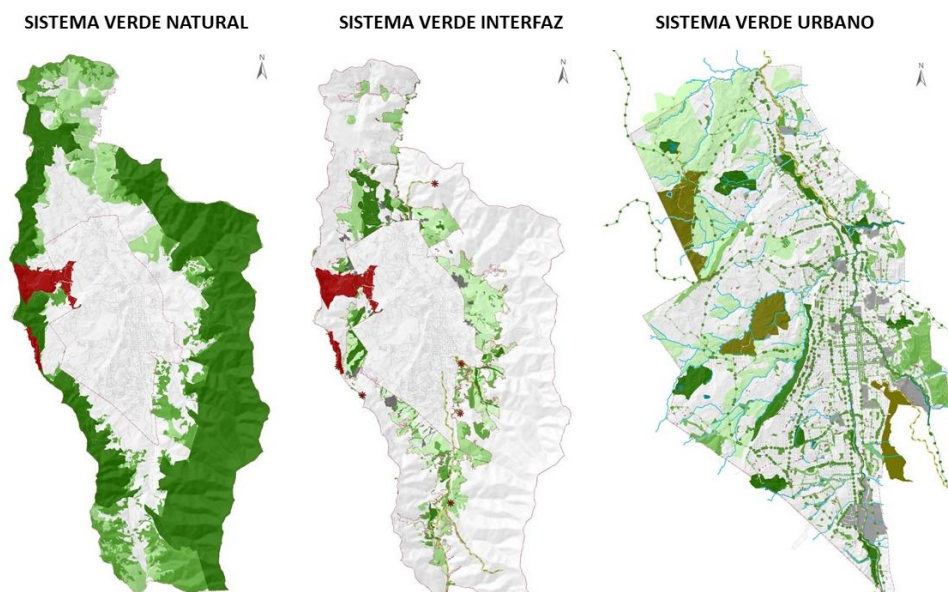 SISTEMA VERDE NATURAL
SISTEMA VERDE INTERFAZ
SISTEMA VERDE URBANO
N
N
N